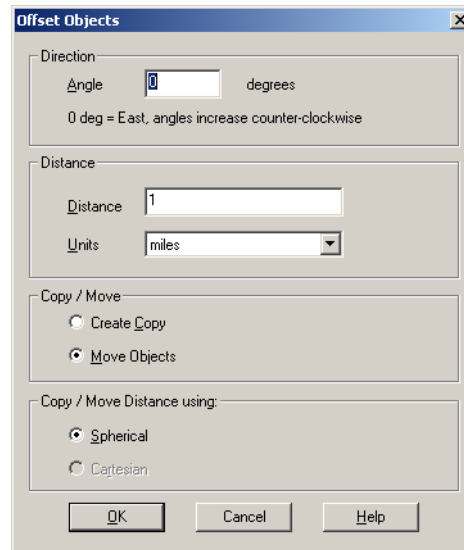 Offset Objects
Direction
Angle 0 degrees
0 deg = East, angles increase counter-clockwise
Distance
Distance 1
Units miles
Copy / Move
Create Copy
Move Objects
Copy / Move Distance using:
Spherical
Cartesian
OK Cancel Help